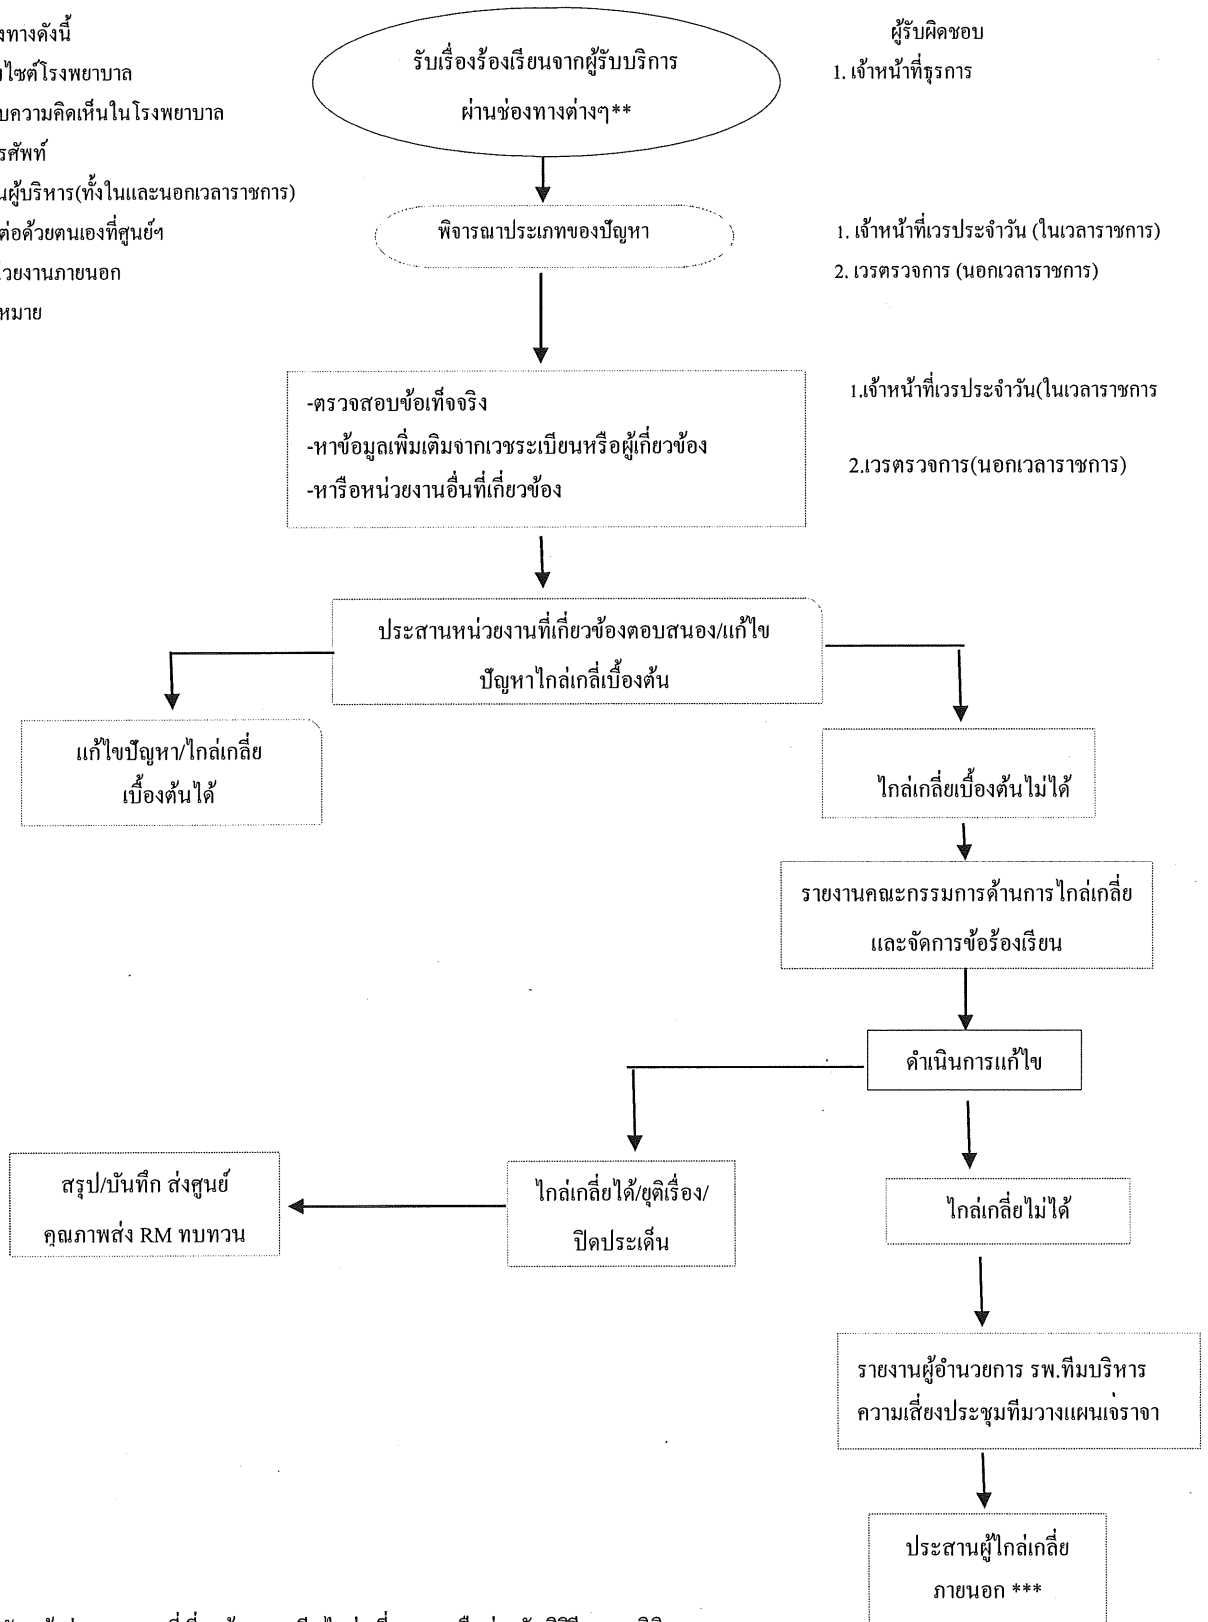 ทางดังนี้
ไซต์โรงพยาบาล
ความคิดเห็นในโรงพยาบาล
ผู้บริหาร(ทั้งในและนอกเวลาราชการ)
ต่อด้วยตนเองที่ศูนย์ฯ
ภายนอก
หมาย
รับเรื่องร้องเรียนจากผู้รับบริการ
ผ่านช่องทางต่างๆ**
ผู้รับผิดชอบ
1. เจ้าหน้าที่ธุรการ
พิจารณาประเภทของปัญหา
1. เจ้าหน้าที่เวรประจำวัน (ในเวลาราชการ)
2. เวรตรวจการ (นอกเวลาราชการ)
-ตรวจสอบข้อเท็จจริง
-หาข้อมูลเพิ่มเติมจากเวชระเบียนหรือผู้เกี่ยวข้อง
-หารือหน่วยงานอื่นที่เกี่ยวข้อง
1.เจ้าหน้าที่เวรประจำวัน(ในเวลาราชการ
2.เวรตรวจการ(นอกเวลาราชการ)
ประสานหน่วยงานที่เกี่ยวข้องตอบสนอง/แก้ไข
ปัญหาไกล่เกลี่เบื้องต้น
แก้ไขปัญหา/ไกล่เกลี่ย
เบื้องต้นได้
ไกล่เกลี่ยเบื้องต้นไม่ได้
รายงานคณะกรรมการด้านการไกล่เกลี่ย
และจัดการข้อร้องเรียน
ดำเนินการแก้ไข
สรุป/บันทึก ส่งศูนย์
คุณภาพส่ง RM ทบทวน
ไกล่เกลี่ยได้/ยุติเรื่อง/
ปิดประเด็น
ไกล่เกลี่ยไม่ได้
รายงานผู้อำนวยการ รพ.ทีมบริหาร
ความเสี่ยงประชุมทีมวางแผนเจรจา
ประสานผู้ไกล่เกลี่ย
ภายนอก ***